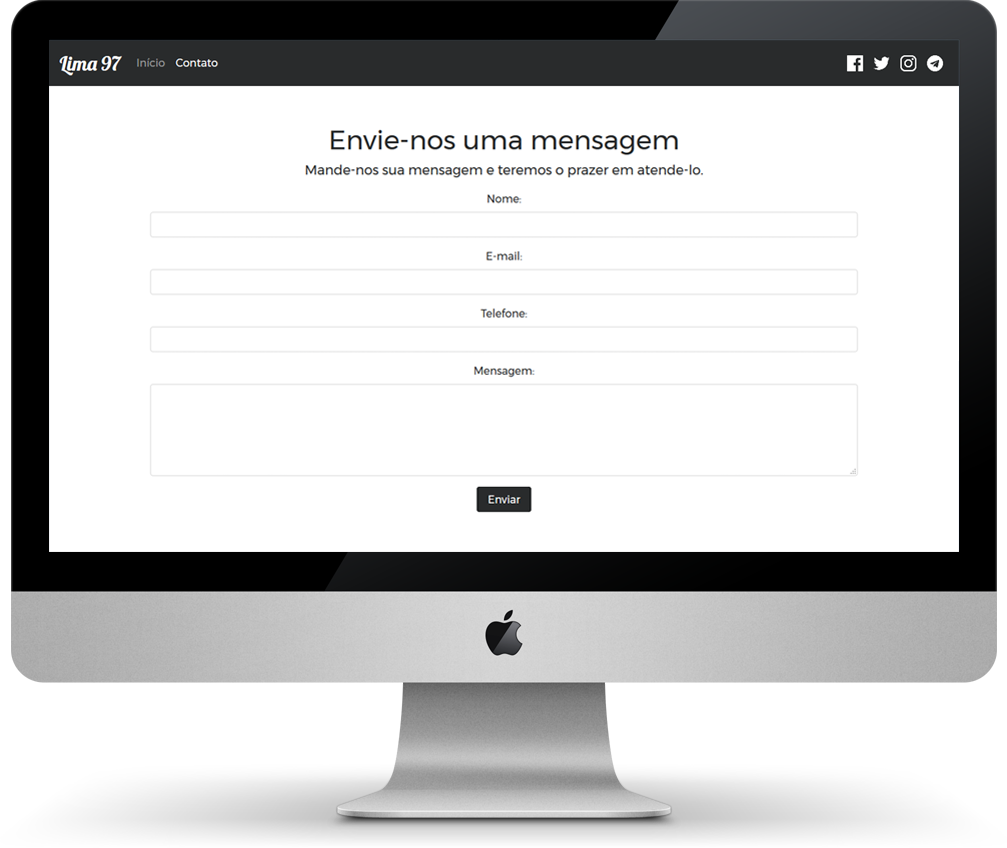 Lima 97 Início Contato
Envie-nos uma mensagem
Mande-nos sua mensagem e teremos o prazer em atende-lo.
Nome:
E-mail:
Telefone:
Mensagem:
Enviar